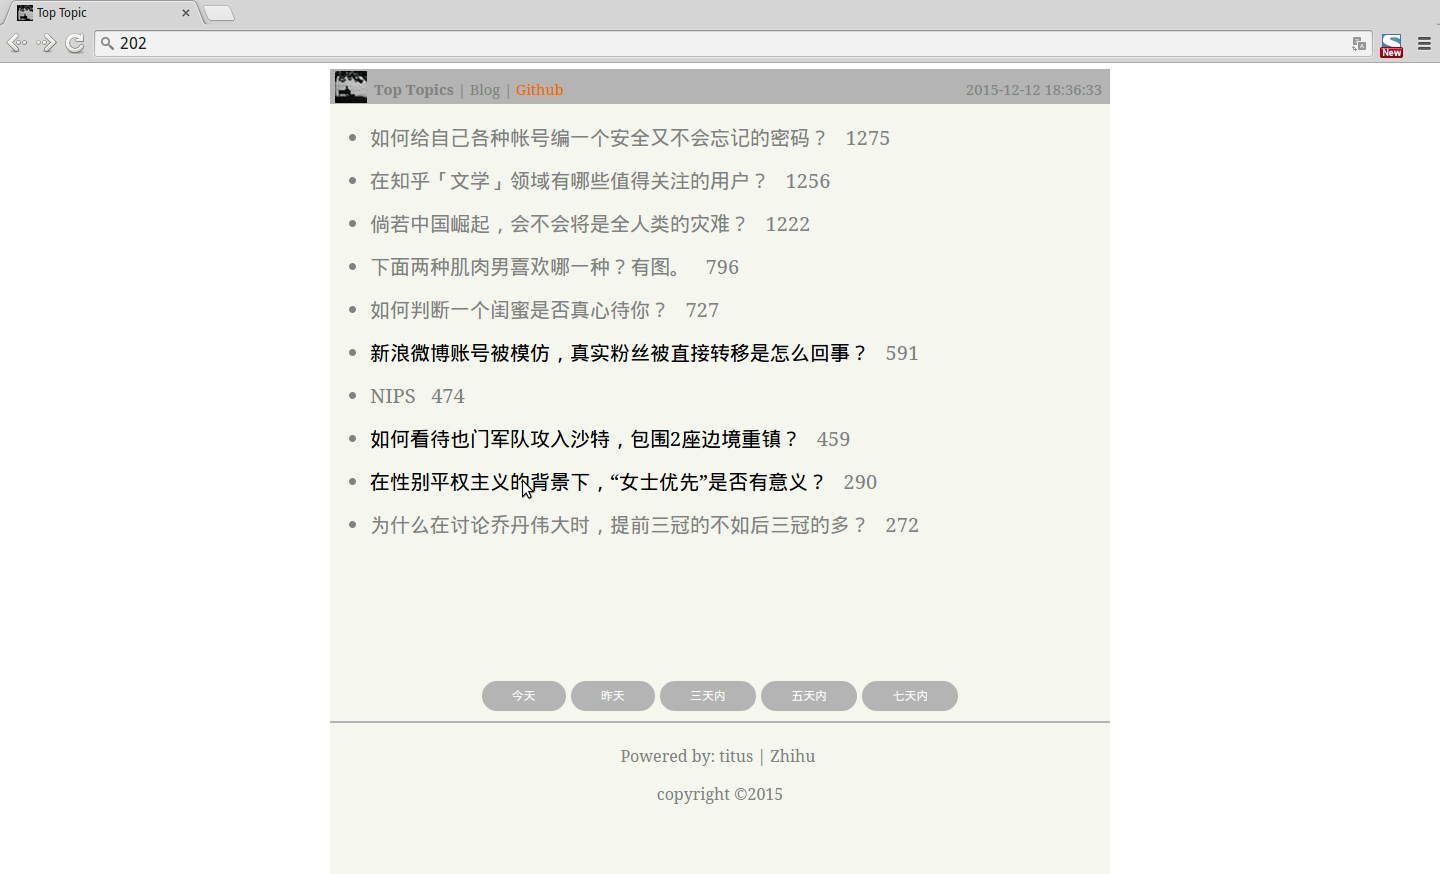 Top Topic
202
New
Top Topics | Blog | Github
2015-12-12 18:36:33
如何给自己各种帐号编一个安全又不会忘记的密码？ 1275
在知乎「文学」领域有哪些值得关注的用户？ 1256
倘若中国崛起，会不会将是全人类的灾难？ 1222
下面两种肌肉男喜欢哪一种？有图。 796
如何判断一个闺蜜是否真心待你？ 727
新浪微博账号被模仿，真实粉丝被直接转移是怎么回事？ 591
NIPS 474
如何看待也门军队攻入沙特，包围2座边境重镇？ 459
在性别平权主义的背景下，“女士优先”是否有意义？ 290
为什么在讨论乔丹伟大时，提前三冠的不如后三冠的多？ 272
今天 昨天 三天内 五天内 七天内
Powered by: titus | Zhihu
copyright ©2015